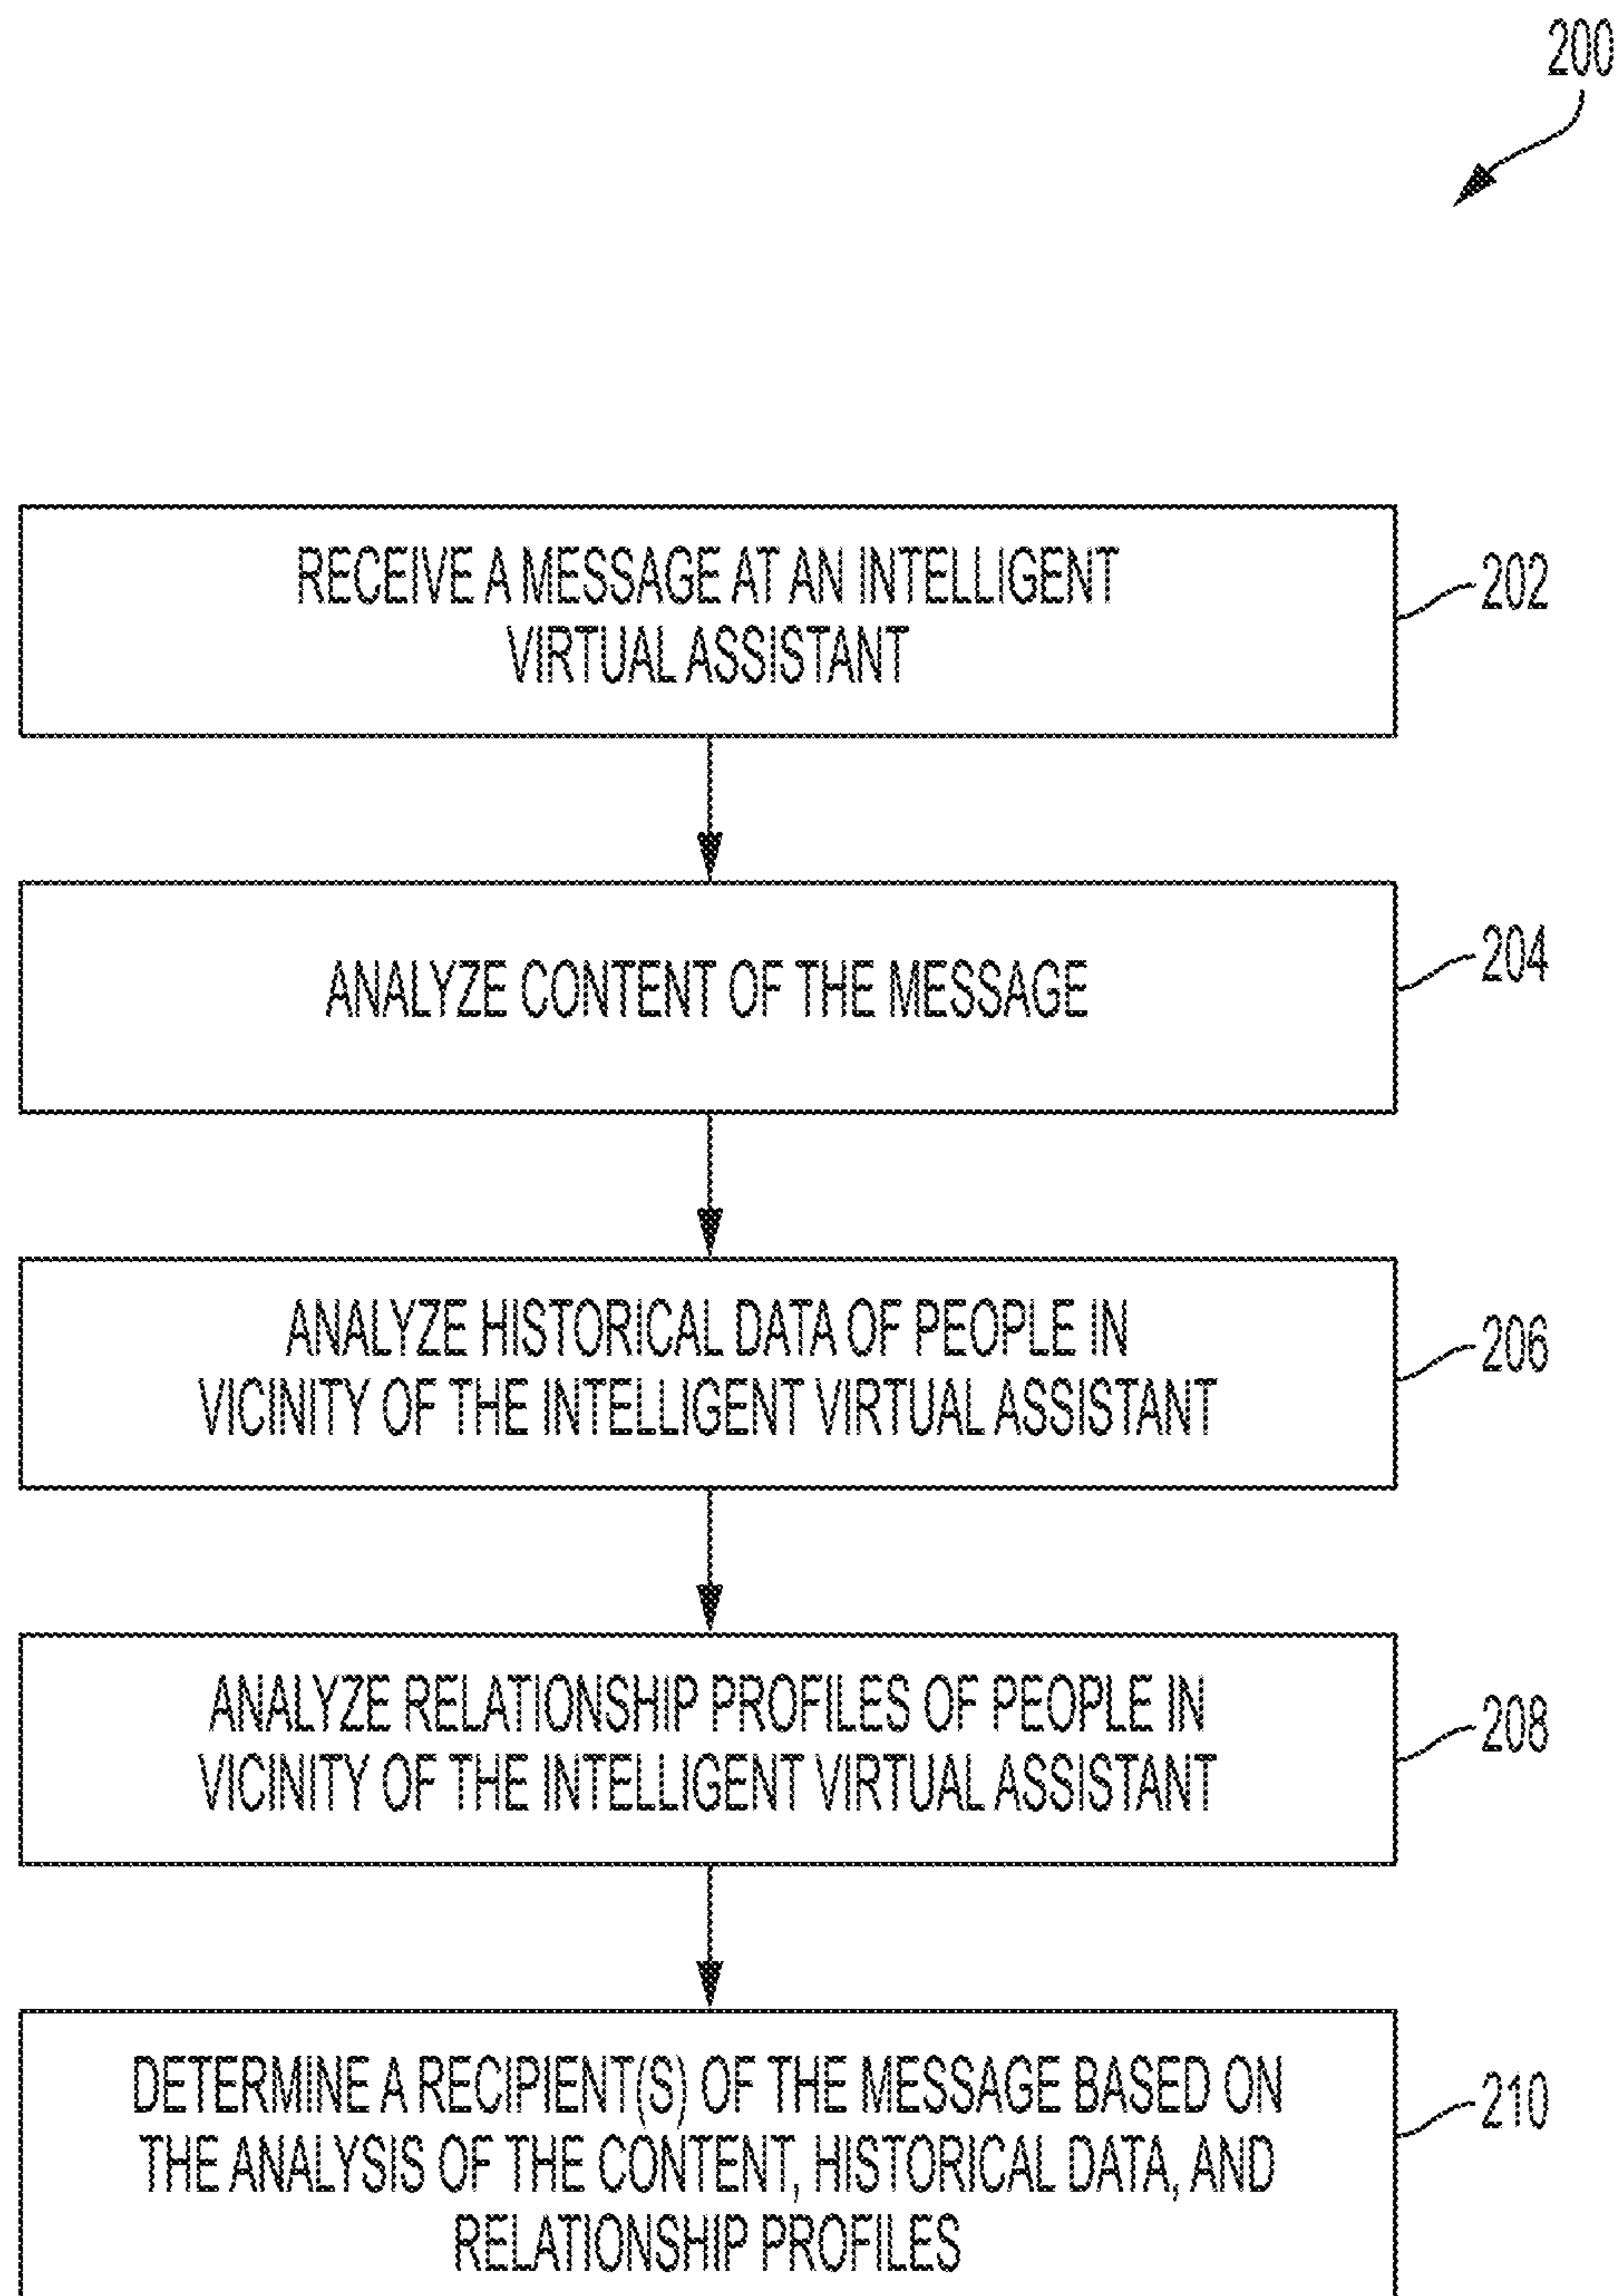 200
RECEIVE A MESSAGE AT AN INTELLIGENT
VIRTUAL ASSISTANT
202
ANALYZE CONTENT OF THE MESSAGE
204
ANALYZE HISTORICAL DATA OF PEOPLE IN
VICINITY OF THE INTELLIGENT VIRTUAL ASSISTANT
206
ANALYZE RELATIONSHIP PROFILES OF PEOPLE IN
VICINITY OF THE INTELLIGENT VIRTUAL ASSISTANT
208
DETERMINE A RECIPIENT(S) OF THE MESSAGE BASED ON
THE ANALYSIS OF THE CONTENT, HISTORICAL DATA, AND
RELATIONSHIP PROFILES
210